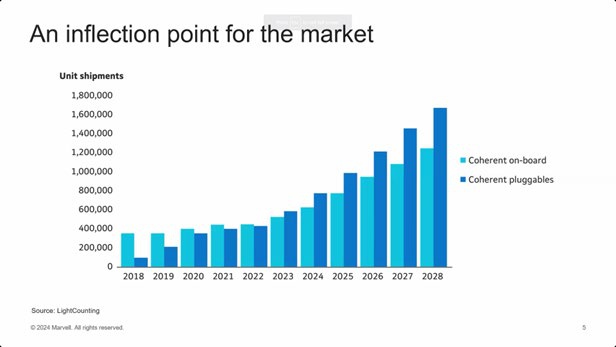 An inflection point for the market
Unit shipments
1,800,000
1,600,000
1,400,000
1,200,000
1,000,000
800,000
600,000
400,000
200,000
0
2018 2019 2020 2021 2022 2023 2024 2025 2026 2027 2028
Coherent on-board
Coherent pluggables
Source: LightCounting
© 2024 Marvell. All rights reserved.
5